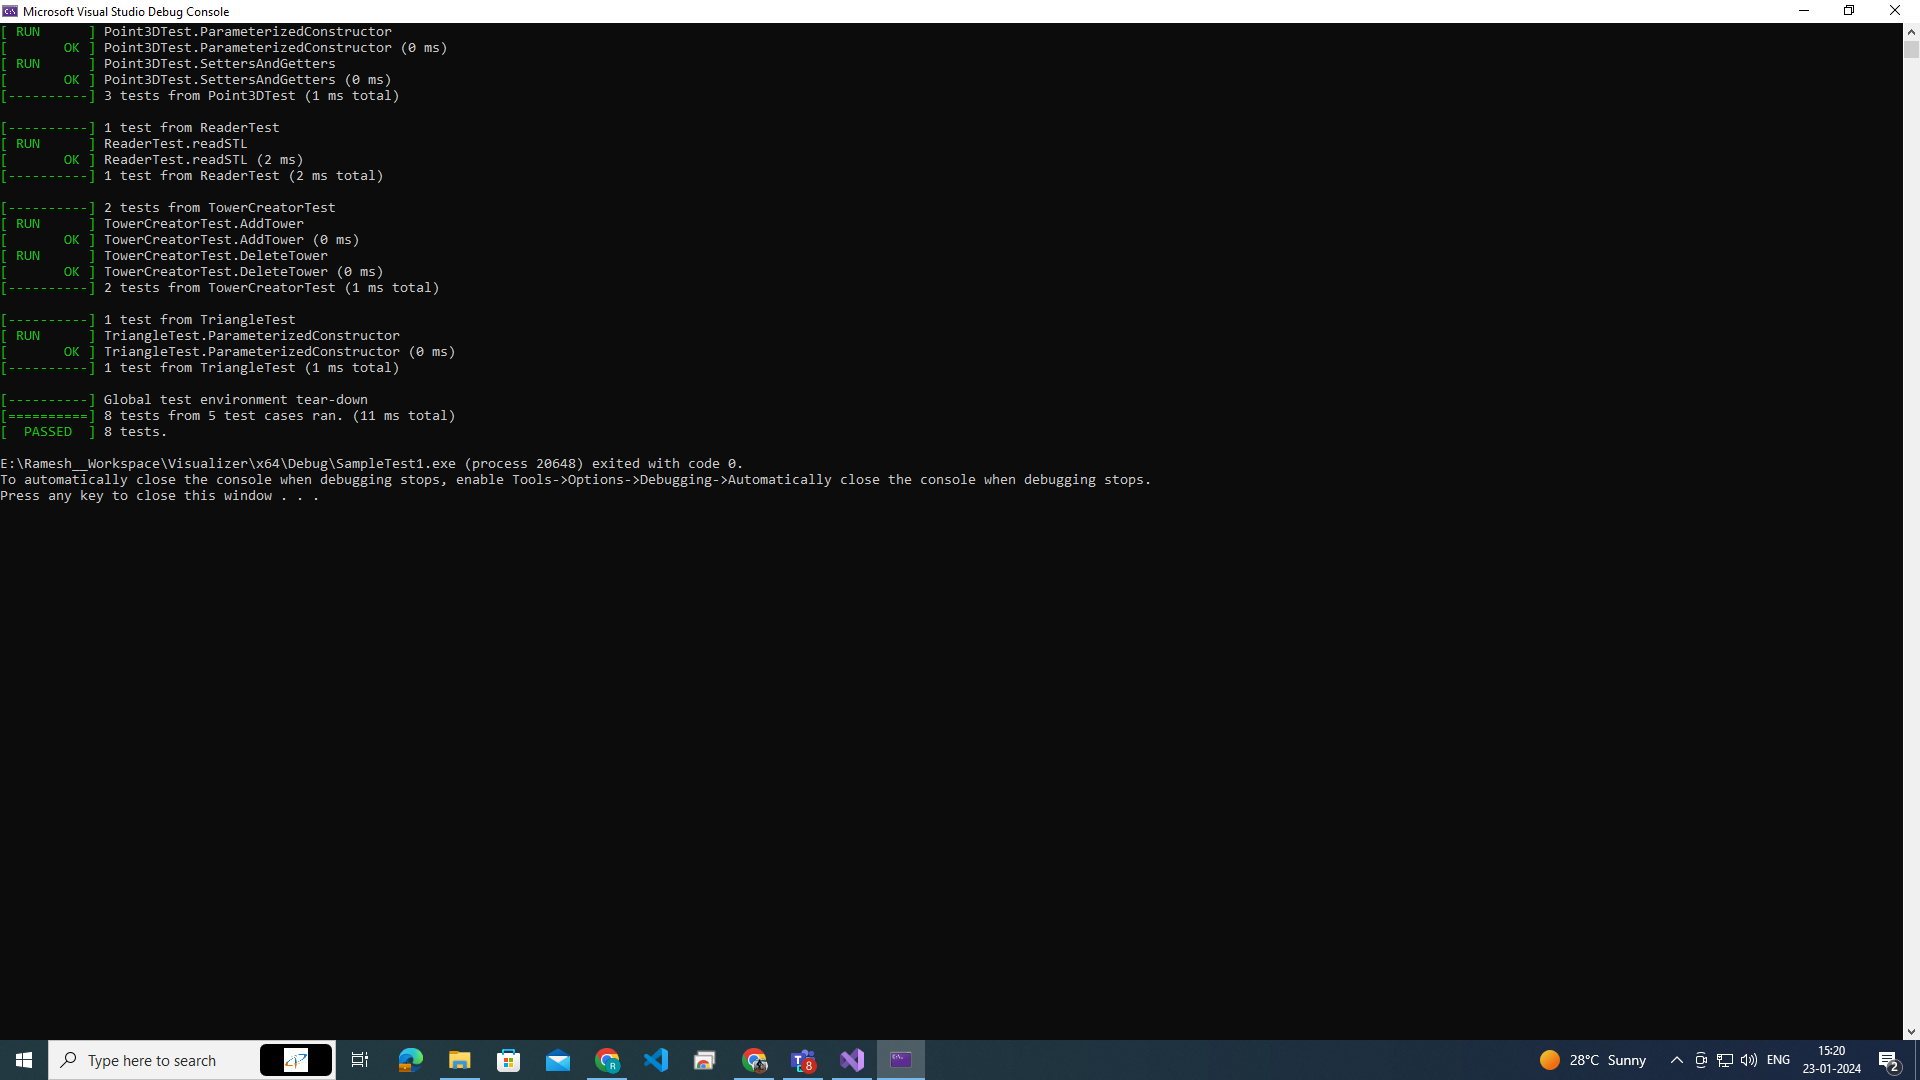 Microsoft Visual Studio Debug Console
[ RUN      ] Point3DTest.ParameterizedConstructor
[       OK ] Point3DTest.ParameterizedConstructor (0 ms)
[ RUN      ] Point3DTest.SettersAndGetters
[       OK ] Point3DTest.SettersAndGetters (0 ms)
[----------] 3 tests from Point3DTest (1 ms total)
[----------] 1 test from ReaderTest
[ RUN      ] ReaderTest.readSTL
[       OK ] ReaderTest.readSTL (2 ms)
[----------] 1 test from ReaderTest (2 ms total)
[----------] 2 tests from TowerCreatorTest
[ RUN      ] TowerCreatorTest.AddTower
[       OK ] TowerCreatorTest.AddTower (0 ms)
[ RUN      ] TowerCreatorTest.DeleteTower
[       OK ] TowerCreatorTest.DeleteTower (0 ms)
[----------] 2 tests from TowerCreatorTest (1 ms total)
[----------] 1 test from TriangleTest
[ RUN      ] TriangleTest.ParameterizedConstructor
[       OK ] TriangleTest.ParameterizedConstructor (0 ms)
[----------] 1 test from TriangleTest (1 ms total)
[----------] Global test environment tear-down
[==========] 8 tests from 5 test cases ran. (11 ms total)
[  PASSED  ] 8 tests.
E:\Ramesh__Workspace\Visualizer\x64\Debug\SampleTest1.exe (process 20648) exited with code 0.
To automatically close the console when debugging stops, enable Tools->Options->Debugging->Automatically close the console when debugging stops.
Press any key to close this window . . .
Type here to search
R
8
28°C Sunny
ENG
15:20
23-01-2024
2